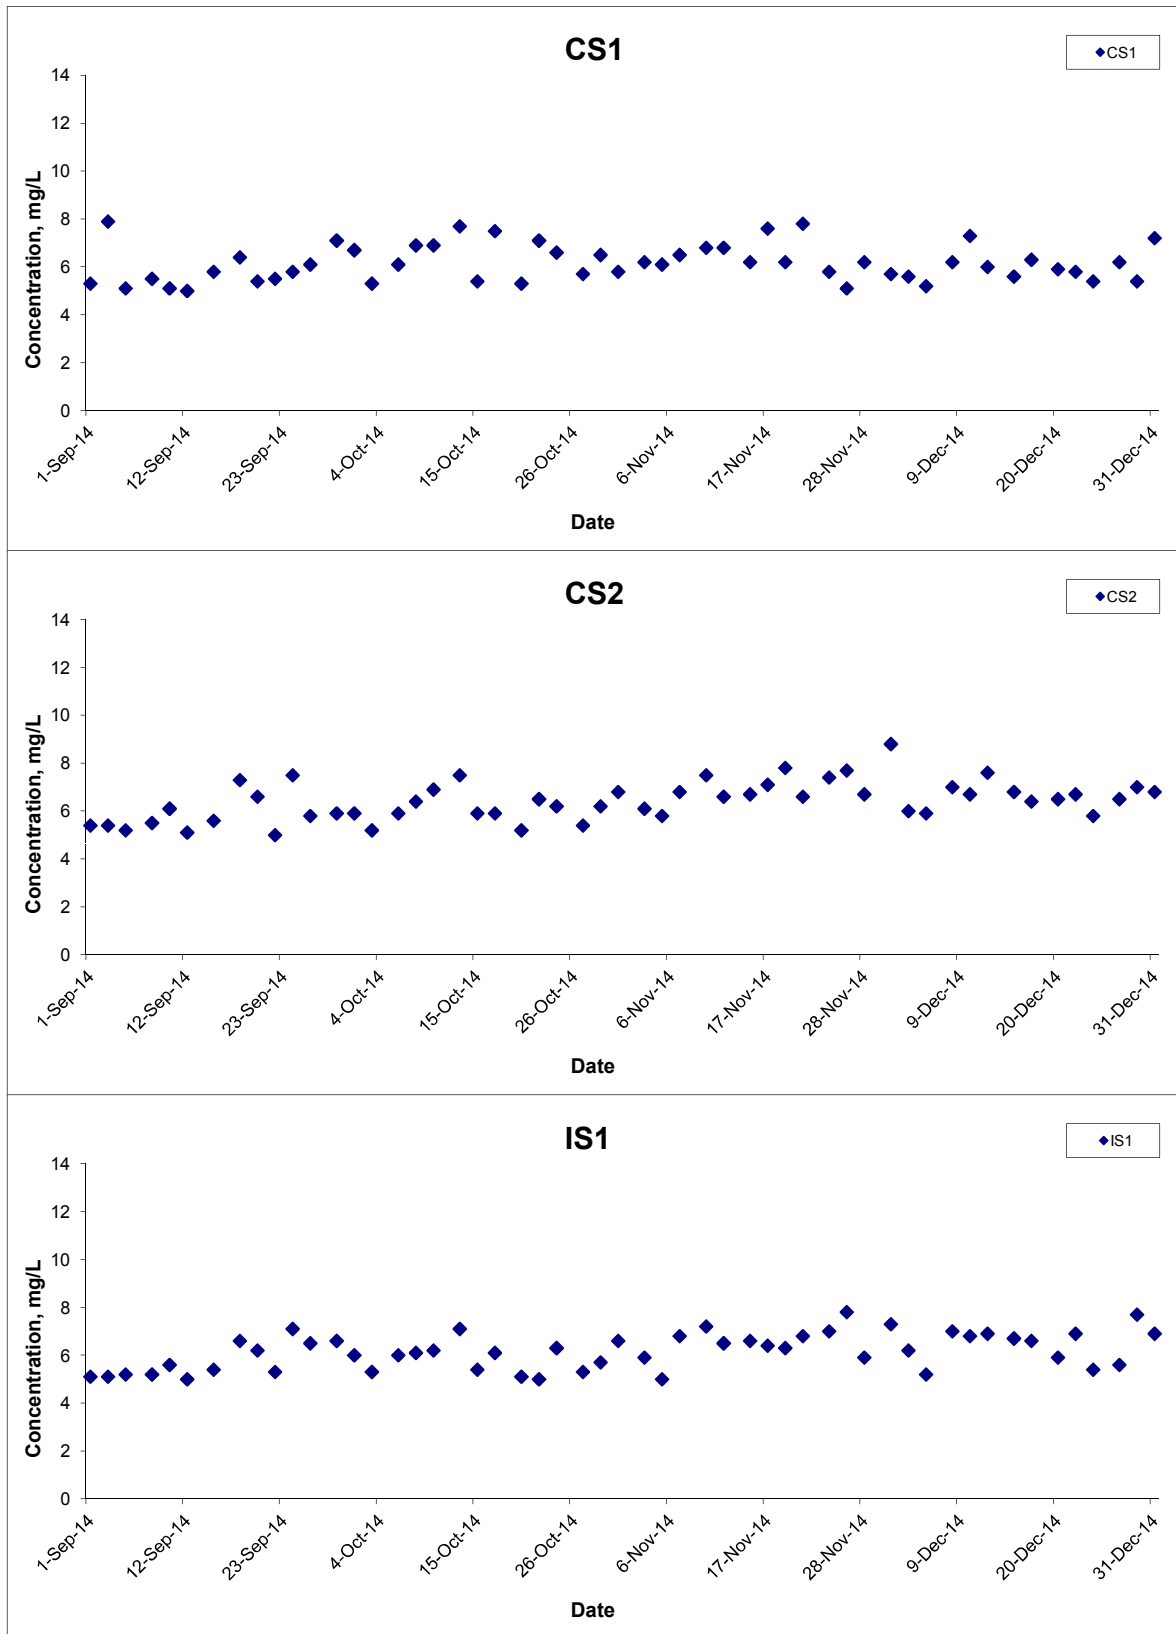 CS1
CS1
14
12
10
8
6
4
2
0
Concentration, mg/L
1-Sep-14
12-Sep-14
23-Sep-14
4-Oct-14
15-Oct-14
26-Oct-14
6-Nov-14
17-Nov-14
28-Nov-14
9-Dec-14
20-Dec-14
31-Dec-14
Date
CS2
CS2
14
12
10
8
6
4
2
0
Concentration, mg/L
1-Sep-14
12-Sep-14
23-Sep-14
4-Oct-14
15-Oct-14
26-Oct-14
6-Nov-14
17-Nov-14
28-Nov-14
9-Dec-14
20-Dec-14
31-Dec-14
Date
IS1
IS1
14
12
10
8
6
4
2
0
Concentration, mg/L
1-Sep-14
12-Sep-14
23-Sep-14
4-Oct-14
15-Oct-14
26-Oct-14
6-Nov-14
17-Nov-14
28-Nov-14
9-Dec-14
20-Dec-14
31-Dec-14
Date